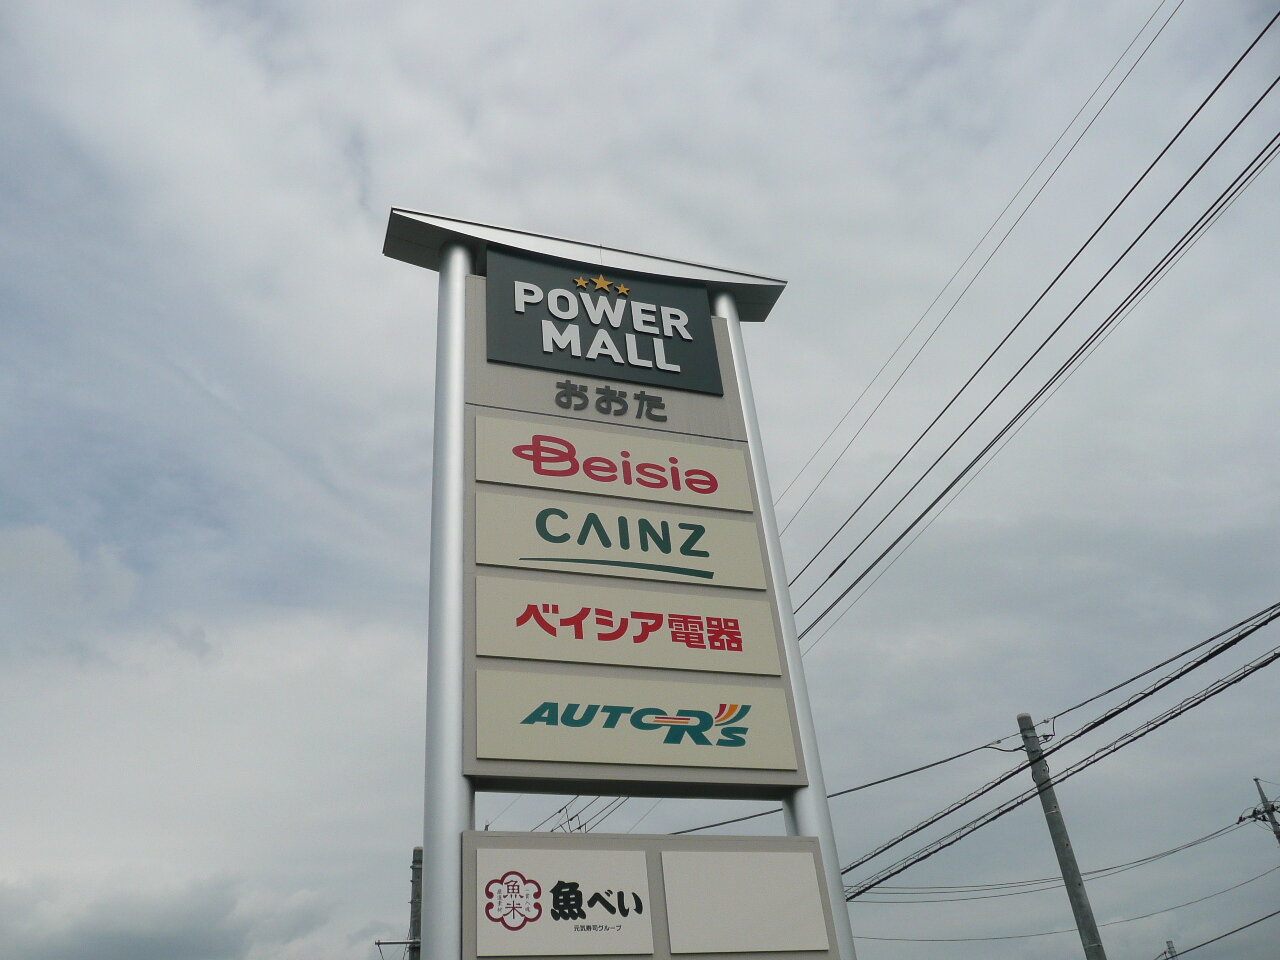 POWER
MALL
おおた
Beisia
CAINZ
ベイシア電器
AUTOR'S
魚米
魚べい
元気寿司グループ